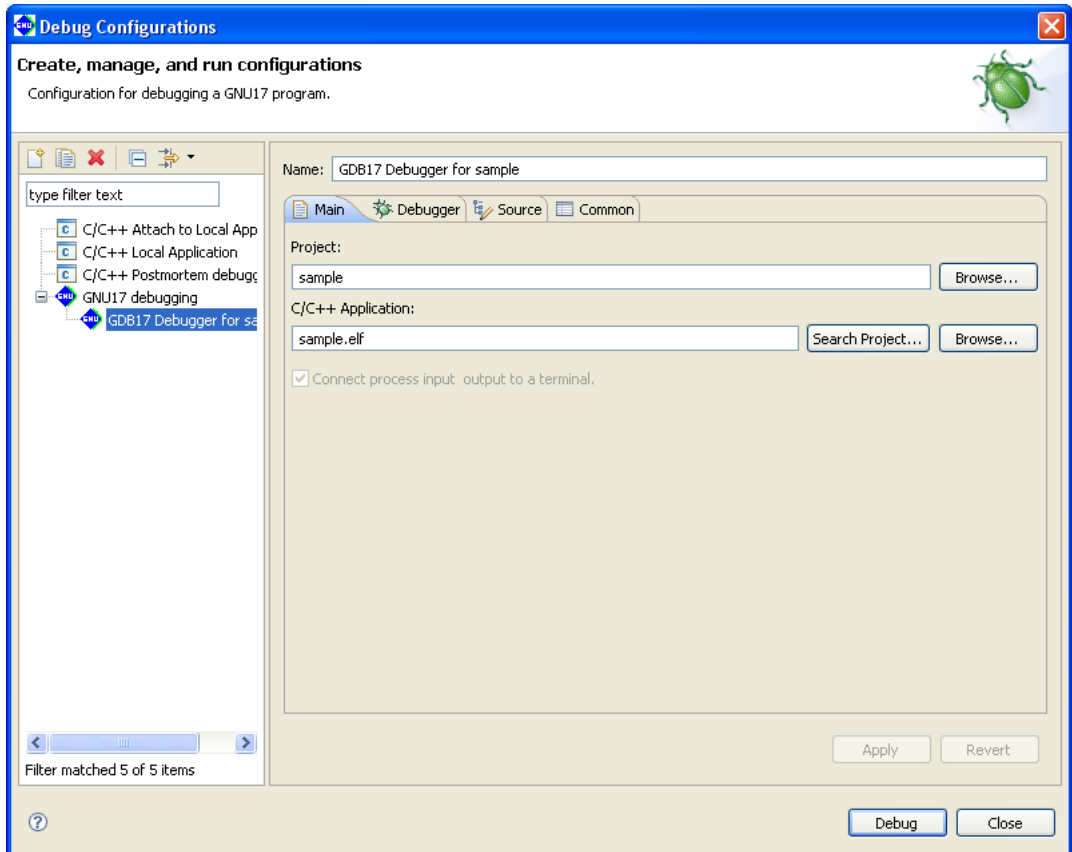 Debug Configurations
Create, manage, and run configurations
Configuration for debugging a GNU17 program.
type filter text
C/C++ Attach to Local App
C/C++ Local Application
C/C++ Postmortem debugg
GNU17 debugging
GDB17 Debugger for sa
Filter matched 5 of 5 items
Name: GDB17 Debugger for sample
Main Debugger Source Common
Project:
sample Browse...
C/C++ Application:
sample.elf Search Project... Browse...
Connect process input output to a terminal.
Apply Revert
Debug Close